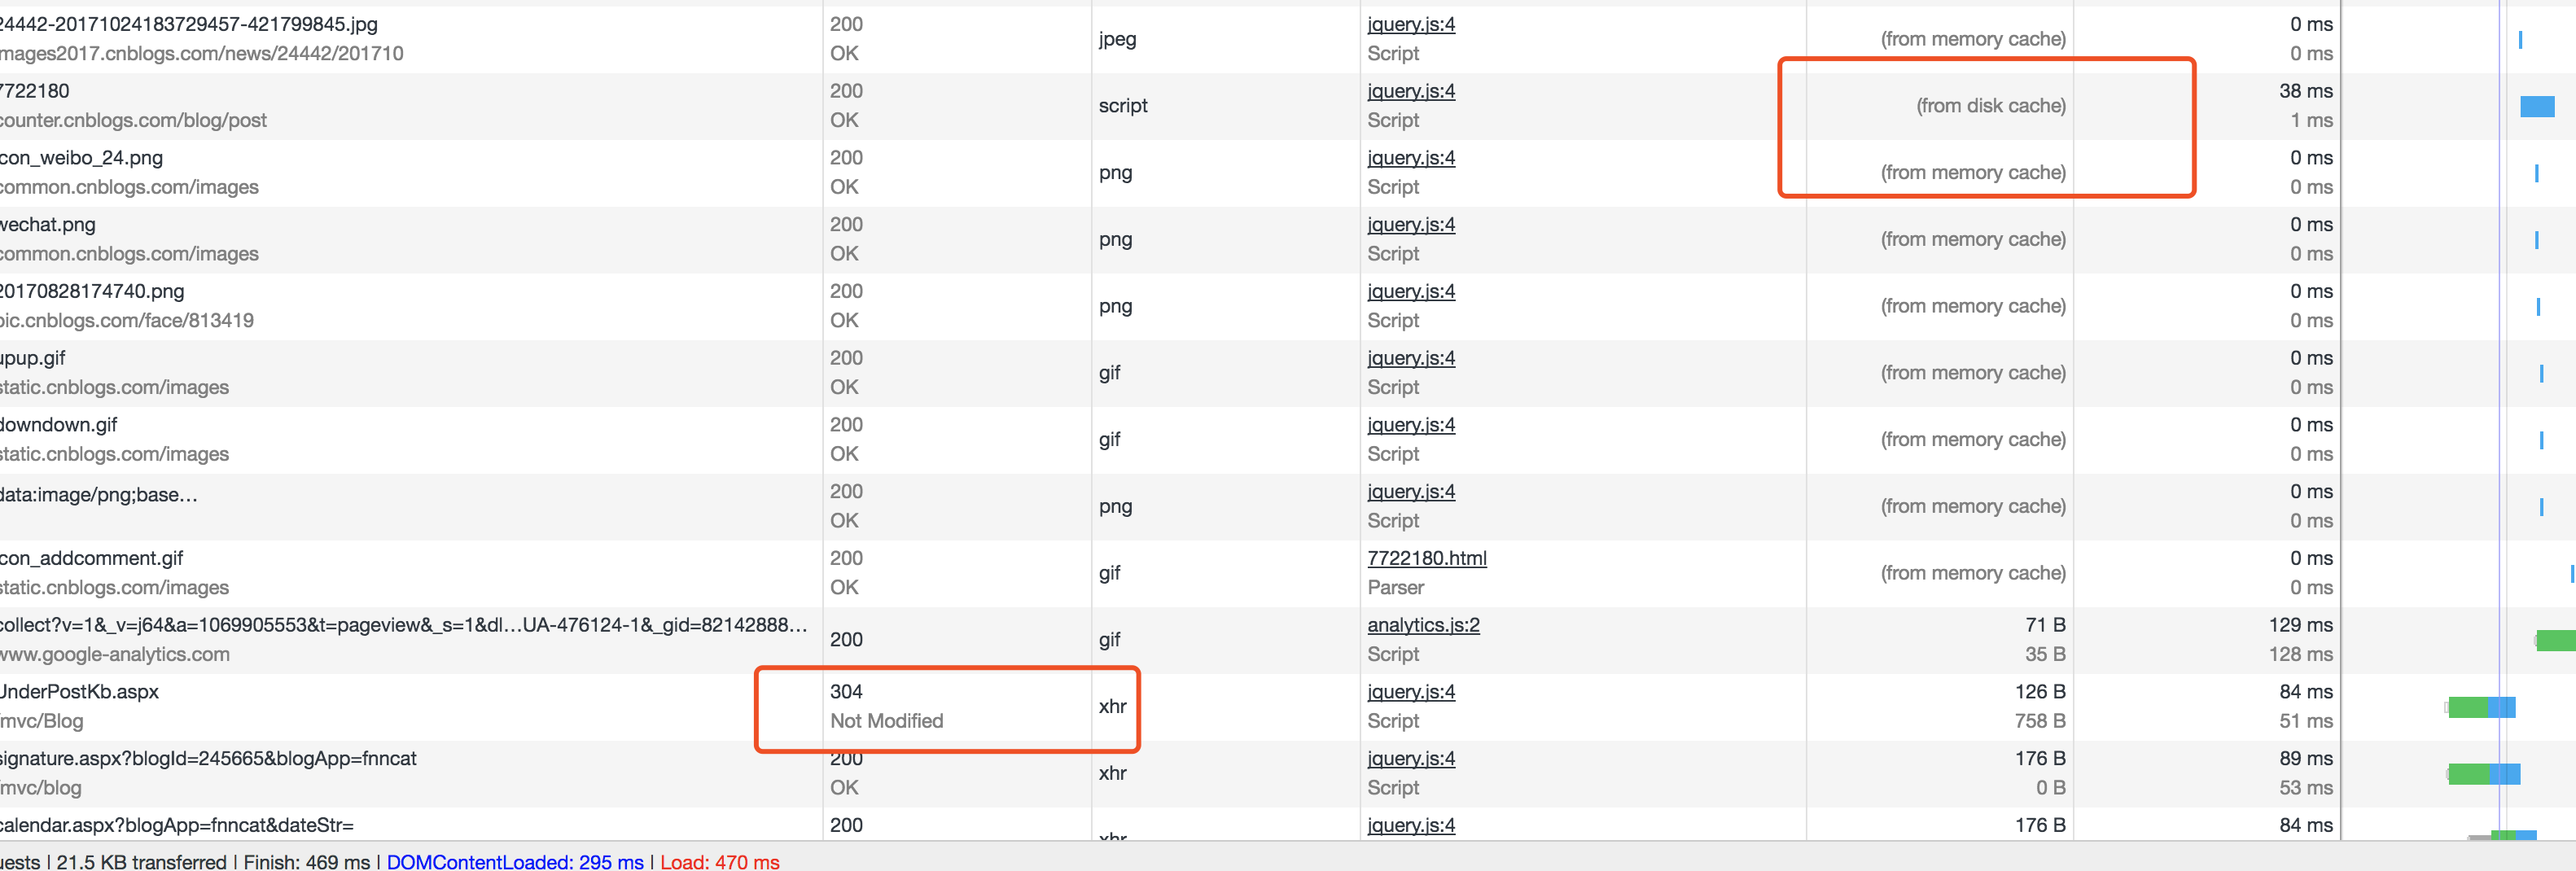 24442-20171024183729457-421799845.jpg 200 jquery.js:4 0 ms
images2017.cnblogs.com/news/24442/201710 OK jpeg Script (from memory cache) 0 ms
7722180 200 jquery.js:4 38 ms
counter.cnblogs.com/blog/post OK script Script (from disk cache) 1 ms
icon_weibo_24.png 200 jquery.js:4 0 ms
common.cnblogs.com/images OK png Script (from memory cache) 0 ms
wechat.png 200 jquery.js:4 0 ms
common.cnblogs.com/images OK png Script (from memory cache) 0 ms
20170828174740.png 200 jquery.js:4 0 ms
pic.cnblogs.com/face/813419 OK png Script (from memory cache) 0 ms
upup.gif 200 jquery.js:4 0 ms
static.cnblogs.com/images OK gif Script (from memory cache) 0 ms
downdown.gif 200 jquery.js:4 0 ms
static.cnblogs.com/images OK gif Script (from memory cache) 0 ms
data:image/png;base… 200 jquery.js:4 0 ms
OK png Script (from memory cache) 0 ms
icon_addcomment.gif 200 7722180.html 0 ms
static.cnblogs.com/images OK gif Parser (from memory cache) 0 ms
collect?v=1&_v=j64&a=1069905553&t=pageview&_s=1&dl…UA-476124-1&_gid=82142888… 200 gif analytics.js:2 71 B 129 ms
www.google-analytics.com Script 35 B 128 ms
UnderPostKb.aspx 304 xhr jquery.js:4 126 B 84 ms
/mvc/Blog Not Modified Script 758 B 51 ms
signature.aspx?blogId=245665&blogApp=fnncat 200 xhr jquery.js:4 176 B 89 ms
/mvc/blog OK Script 0 B 53 ms
calendar.aspx?blogApp=fnncat&dateStr= 200 xhr jquery.js:4 176 B 84 ms
uests | 21.5 KB transferred | Finish: 469 ms | DOMContentLoaded: 295 ms | Load: 470 ms